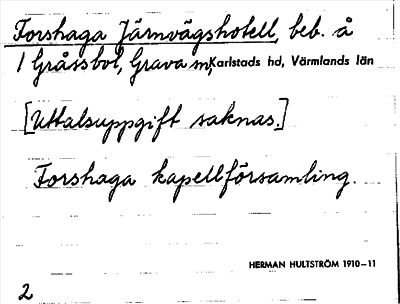 Forshaga Järnvägshotell, beb. å
1 Gråssbol, Grava sn, Karlstads hd, Värmlands län
[Uttalsuppgift saknas.]
Forshaga kapellförsamling.
HERMAN HULTSTRÖM 1910-11
2